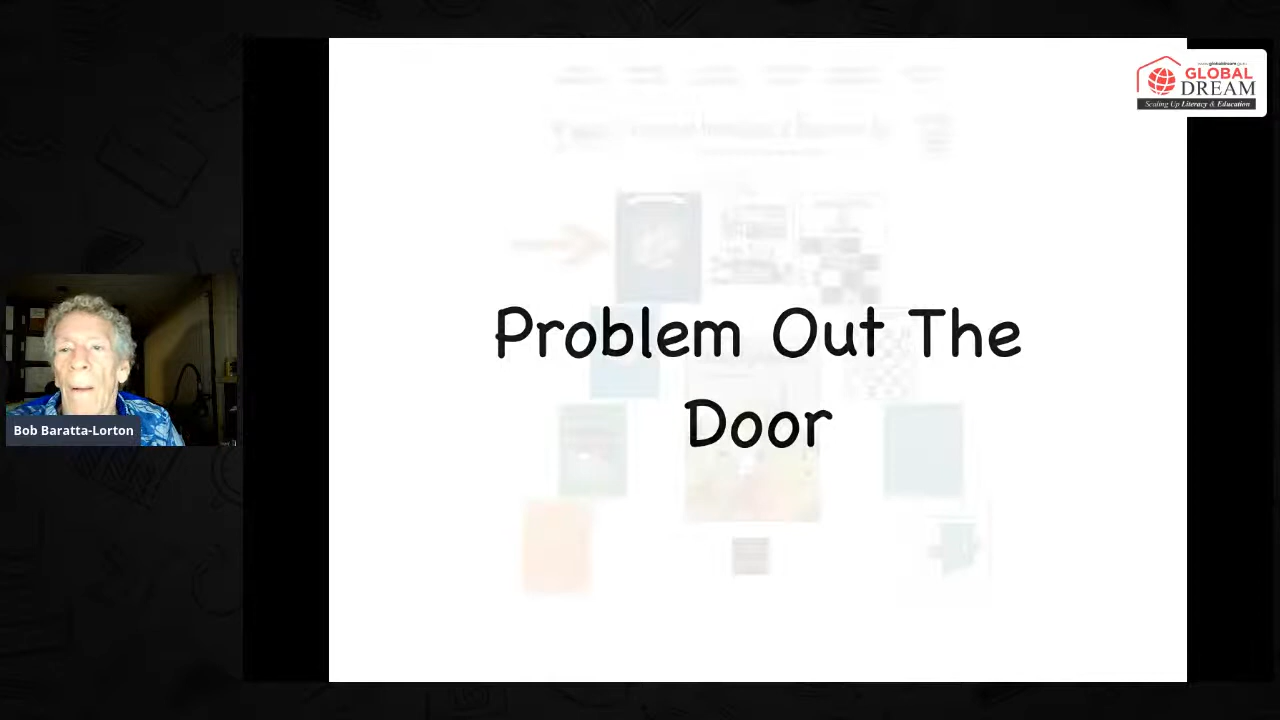 GLOBAL
DREAM
Scaling Up Literacy & Education
Problem Out The
Door
Bob Baratta-Lorton